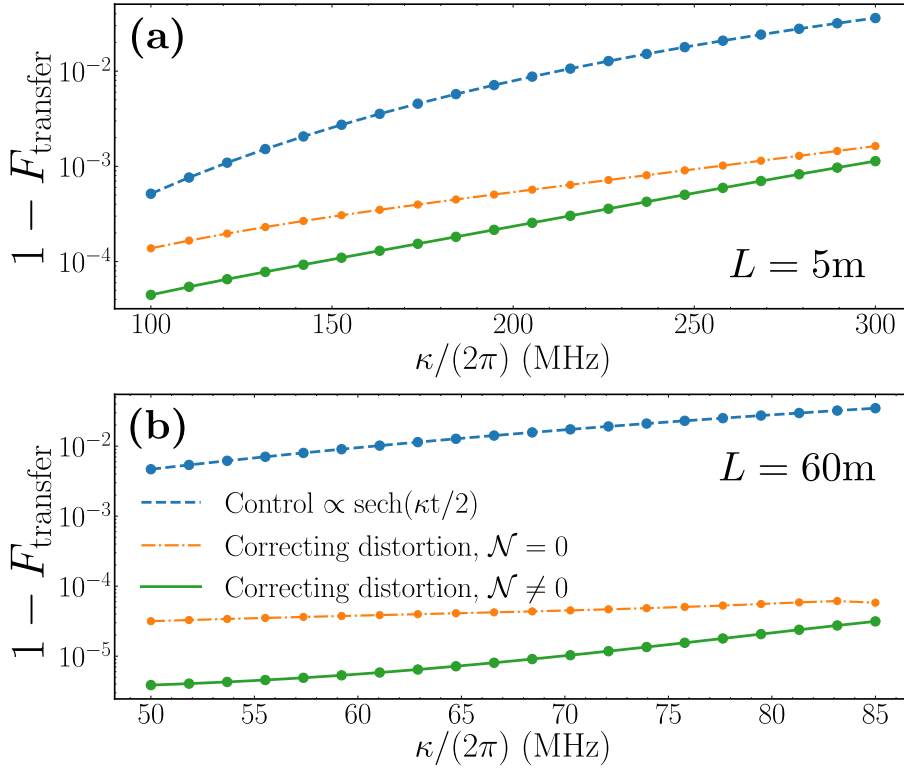 (a)
1 − F_transfer
10⁻²
10⁻³
10⁻⁴
L = 5m
100 150 200 250 300
κ/(2π) (MHz)
(b)
1 − F_transfer
10⁻²
10⁻³
10⁻⁴
10⁻⁵
L = 60m
Control ∝ sech(κt/2)
Correcting distortion, 𝒩 = 0
Correcting distortion, 𝒩 ≠ 0
50 55 60 65 70 75 80 85
κ/(2π) (MHz)